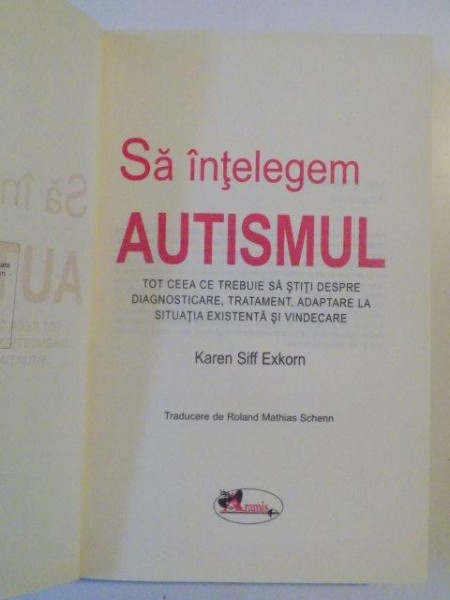 Să înţelegem
AUTISMUL
TOT CEEA CE TREBUIE SĂ ŞTIŢI DESPRE
DIAGNOSTICARE, TRATAMENT, ADAPTARE LA
SITUAŢIA EXISTENTĂ ŞI VINDECARE
Karen Siff Exkorn
Traducere de Roland Mathias Schenn
Aramis